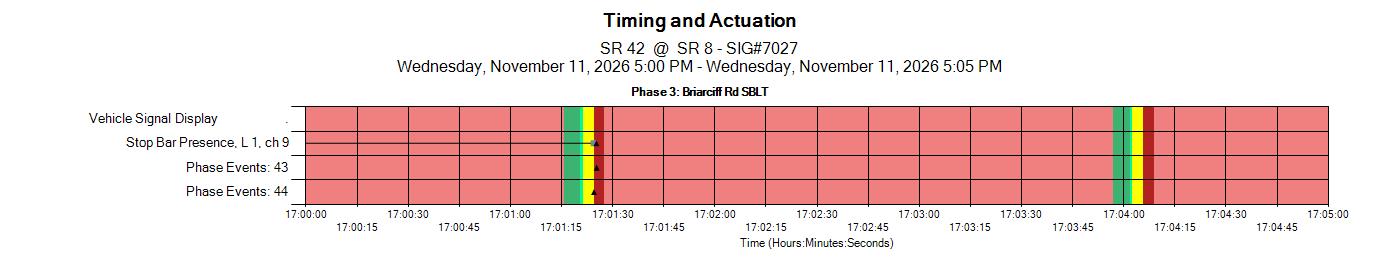 Timing and Actuation
SR 42 @ SR 8 - SIG#7027
Wednesday, November 11, 2026 5:00 PM - Wednesday, November 11, 2026 5:05 PM
Phase 3: Briarcliff Rd SBLT
Vehicle Signal Display .
Stop Bar Presence, L 1, ch 9
Phase Events: 43
Phase Events: 44
17:00:00 17:00:30 17:01:00 17:01:30 17:02:00 17:02:30 17:03:00 17:03:30 17:04:00 17:04:30 17:05:00
17:00:15 17:00:45 17:01:15 17:01:45 17:02:15 17:02:45 17:03:15 17:03:45 17:04:15 17:04:45
Time (Hours:Minutes:Seconds)